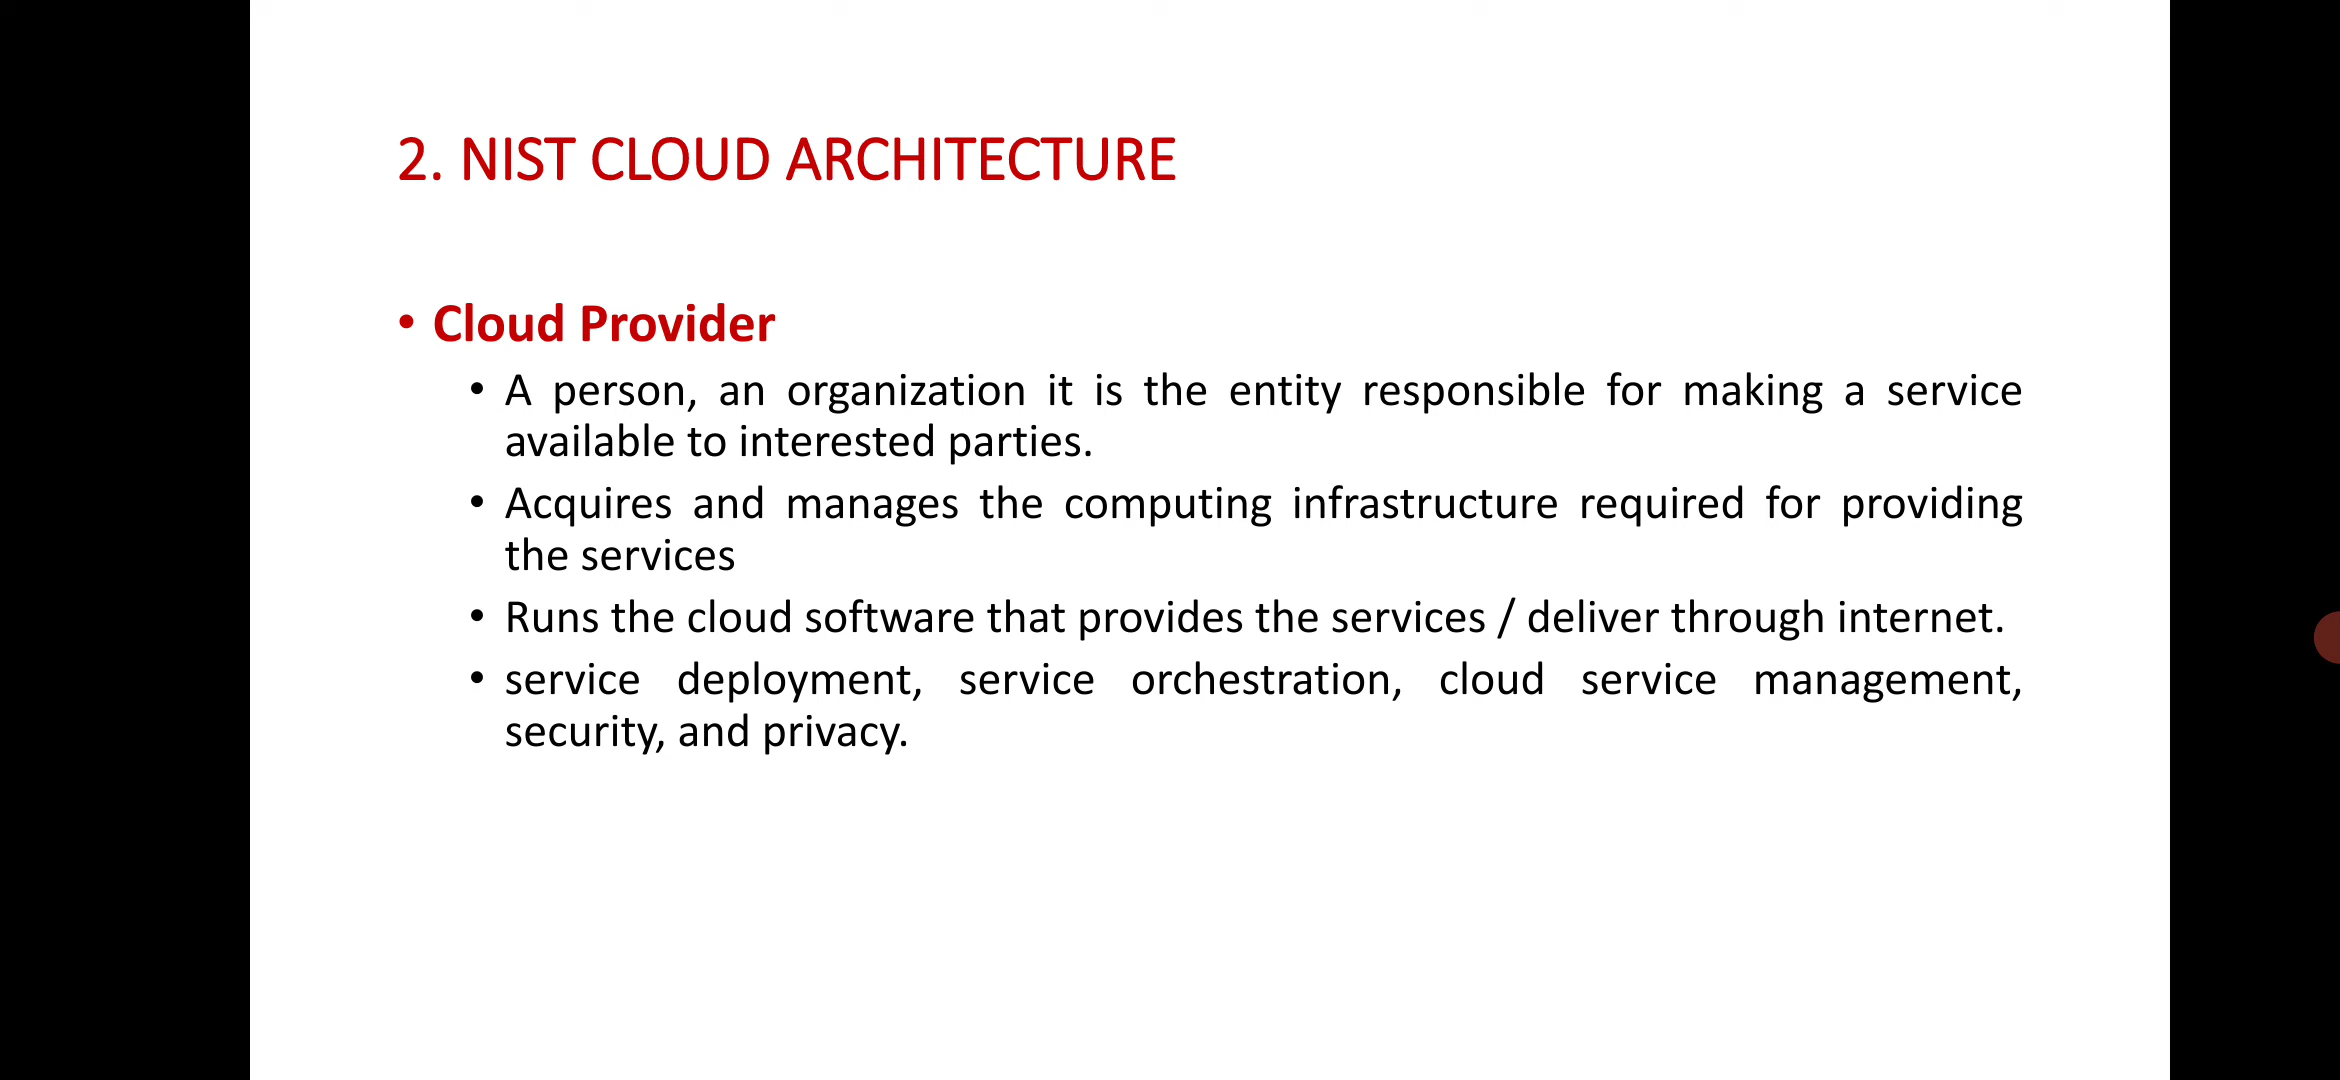 2. NIST CLOUD ARCHITECTURE
• Cloud Provider
• A person, an organization it is the entity responsible for making a service
available to interested parties.
• Acquires and manages the computing infrastructure required for providing
the services
• Runs the cloud software that provides the services / deliver through internet.
• service deployment, service orchestration, cloud service management,
security, and privacy.